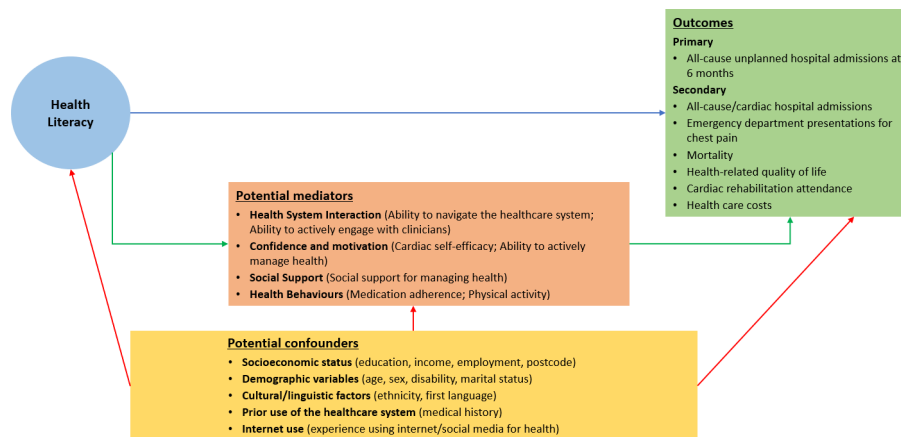 Health
Literacy
Outcomes
Primary
• All-cause unplanned hospital admissions at
6 months
Secondary
• All-cause/cardiac hospital admissions
• Emergency department presentations for
chest pain
• Mortality
• Health-related quality of life
• Cardiac rehabilitation attendance
• Health care costs
Potential mediators
• Health System Interaction (Ability to navigate the healthcare system;
Ability to actively engage with clinicians)
• Confidence and motivation (Cardiac self-efficacy; Ability to actively
manage health)
• Social Support (Social support for managing health)
• Health Behaviours (Medication adherence; Physical activity)
Potential confounders
• Socioeconomic status (education, income, employment, postcode)
• Demographic variables (age, sex, disability, marital status)
• Cultural/linguistic factors (ethnicity, first language)
• Prior use of the healthcare system (medical history)
• Internet use (experience using internet/social media for health)